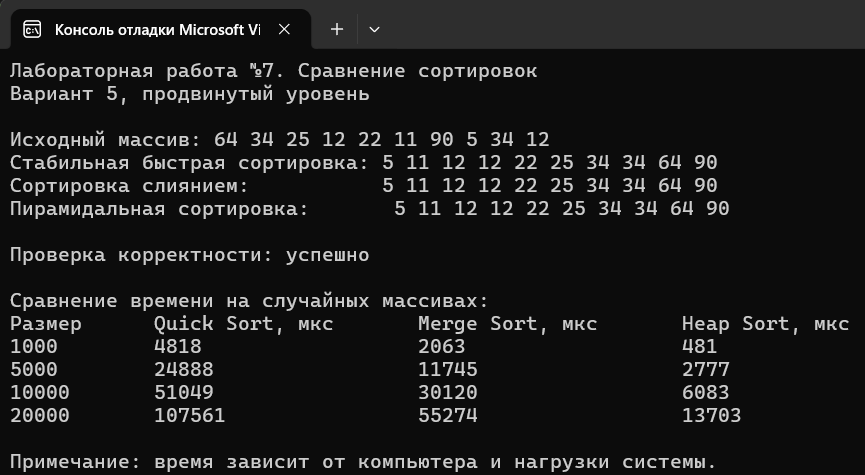 Консоль отладки Microsoft Vi
Лабораторная работа №7. Сравнение сортировок
Вариант 5, продвинутый уровень
Исходный массив: 64 34 25 12 22 11 90 5 34 12
Стабильная быстрая сортировка: 5 11 12 12 22 25 34 34 64 90
Сортировка слиянием: 5 11 12 12 22 25 34 34 64 90
Пирамидальная сортировка: 5 11 12 12 22 25 34 34 64 90
Проверка корректности: успешно
Сравнение времени на случайных массивах:
Размер Quick Sort, мкс Merge Sort, мкс Heap Sort, мкс
1000 4818 2063 481
5000 24888 11745 2777
10000 51049 30120 6083
20000 107561 55274 13703
Примечание: время зависит от компьютера и нагрузки системы.